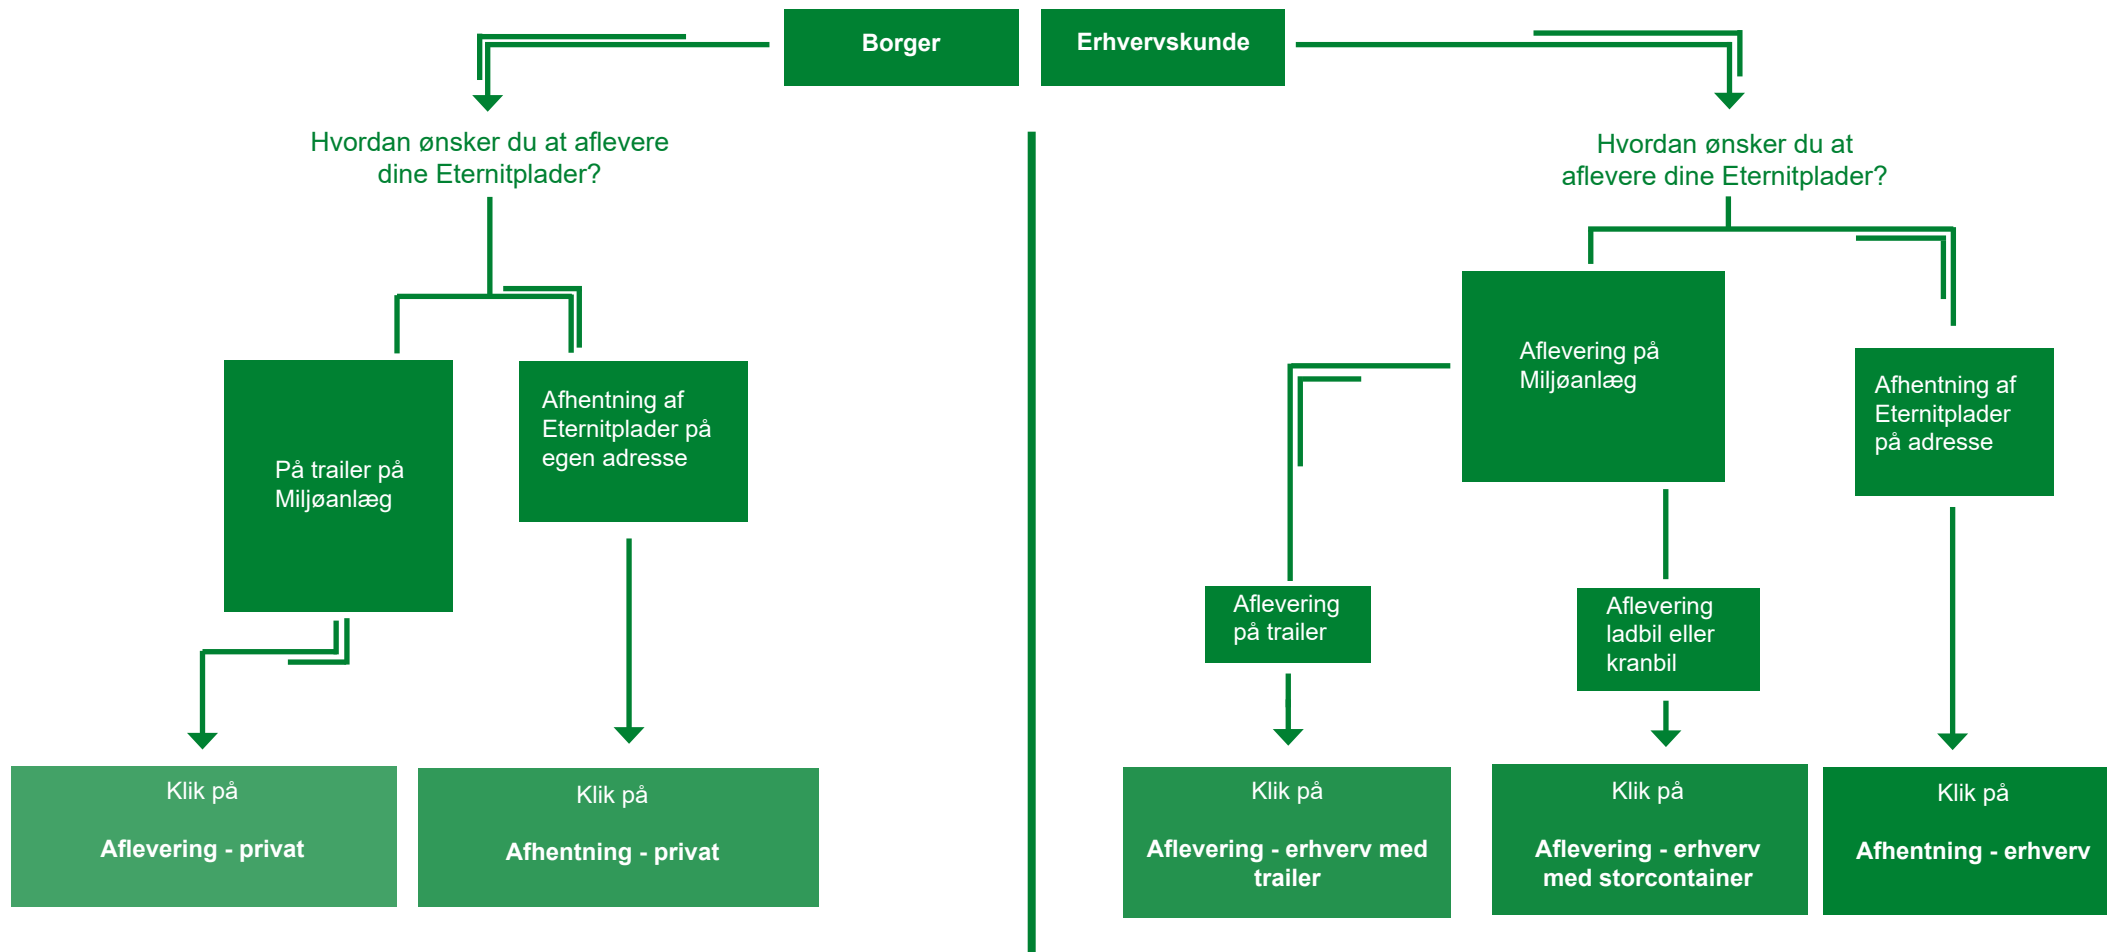 Borger
Erhvervskunde
Hvordan ønsker du at aflevere
dine Eternitplader?
På trailer på
Miljøanlæg
Afhentning af
Eternitplader på
egen adresse
Klik på
Aflevering - privat
Klik på
Afhentning - privat
Hvordan ønsker du at
aflevere dine Eternitplader?
Aflevering på
Miljøanlæg
Afhentning af
Eternitplader
på adresse
Aflevering
på trailer
Aflevering
ladbil eller
kranbil
Klik på
Aflevering - erhverv med
trailer
Klik på
Aflevering - erhverv
med storcontainer
Klik på
Afhentning - erhverv